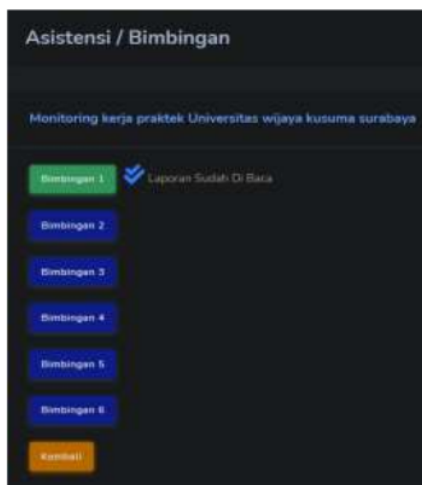 Asistensi / Bimbingan
Monitoring kerja praktek Universitas wijaya kusuma surabaya
Bimbingan 1 Laporan Sudah Di Baca
Bimbingan 2
Bimbingan 3
Bimbingan 4
Bimbingan 5
Bimbingan 6
Kembali